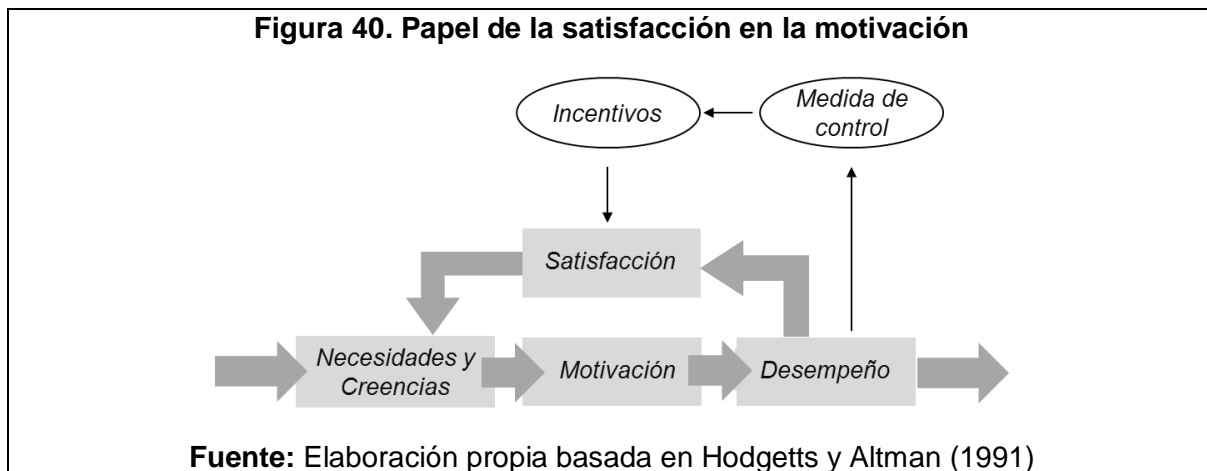 Figura 40. Papel de la satisfacción en la motivación
Incentivos
Medida de
control
Satisfacción
Necesidades y
Creencias
Motivación
Desempeño
Fuente: Elaboración propia basada en Hodgetts y Altman (1991)